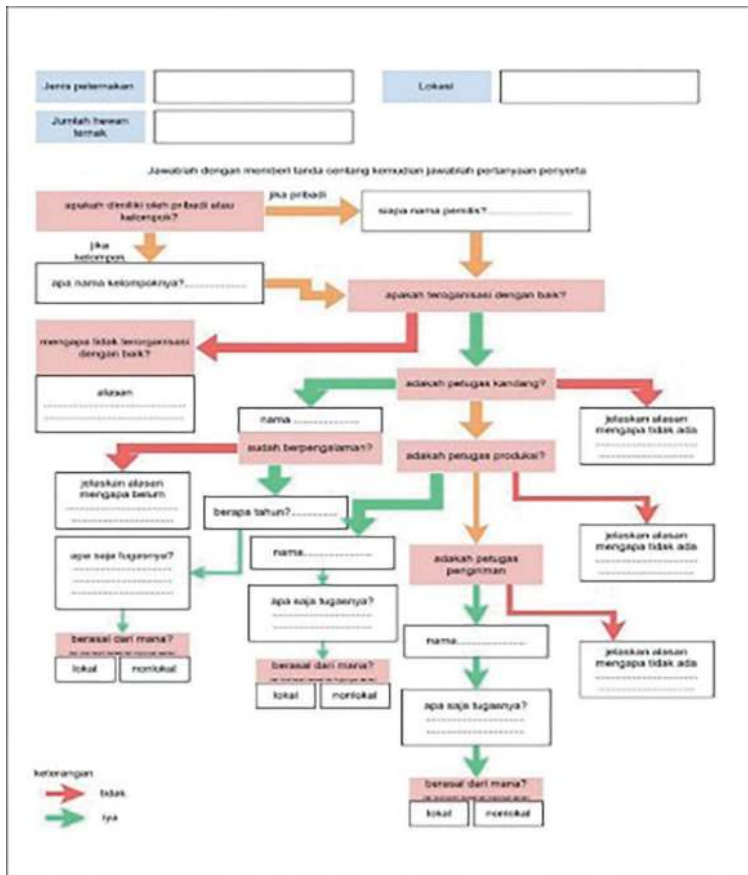 Jenis peternakan
Lokasi
Jumlah hewan
ternak
Jawablah dengan memberi tanda centang kemudian jawablah pertanyaan penyerta
apakah dimiliki oleh pribadi atau
kelompok?
jika pribadi
siapa nama pemilik?........................
jika
kelompok
apa nama kelompoknya?................
apakah teroganisasi dengan baik?
mengapa tidak terorganisasi
dengan baik?
alasan
adakah petugas kandang?
nama...................
jelaskan alasan
mengapa tidak ada
sudah berpengalaman?
adakah petugas produksi?
jelaskan alasan
mengapa belum
berapa tahun?.............
jelaskan alasan
mengapa tidak ada
apa saja tugasnya?
nama...................
adakah petugas
pengiriman
apa saja tugasnya?
berasal dari mana?
lokal
nonlokal
nama...................
jelaskan alasan
mengapa tidak ada
berasal dari mana?
lokal
nonlokal
apa saja tugasnya?
berasal dari mana?
lokal
nonlokal
keterangan
tidak
iya